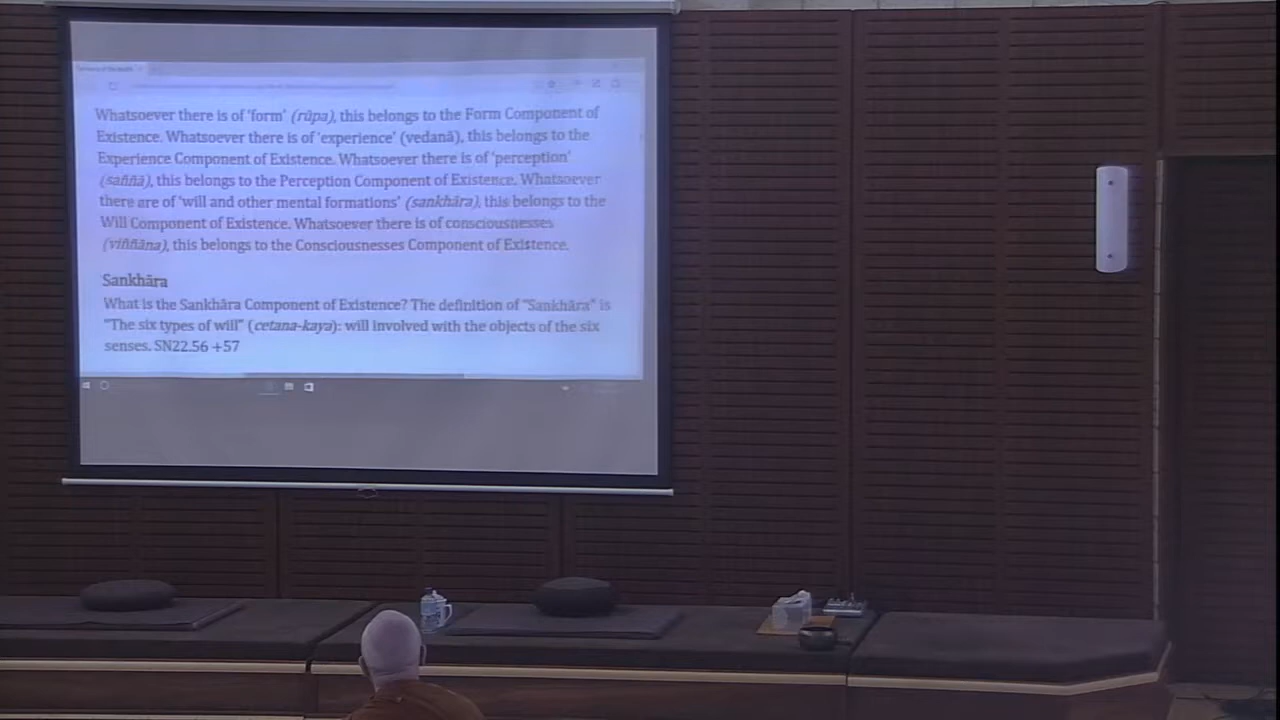 Whatsoever there is of 'form' (rūpa), this belongs to the Form Component of
Existence. Whatsoever there is of 'experience' (vedanā), this belongs to the
Experience Component of Existence. Whatsoever there is of 'perception'
(saññā), this belongs to the Perception Component of Existence. Whatsoever
there are of 'will and other mental formations' (sankhāra), this belongs to the
Will Component of Existence. Whatsoever there is of consciousnesses
(viññāna), this belongs to the Consciousnesses Component of Existence.
Sankhāra
What is the Sankhāra Component of Existence? The definition of "Sankhāra" is
"The six types of will" (cetana-kaya): will involved with the objects of the six
senses. SN22.56 +57